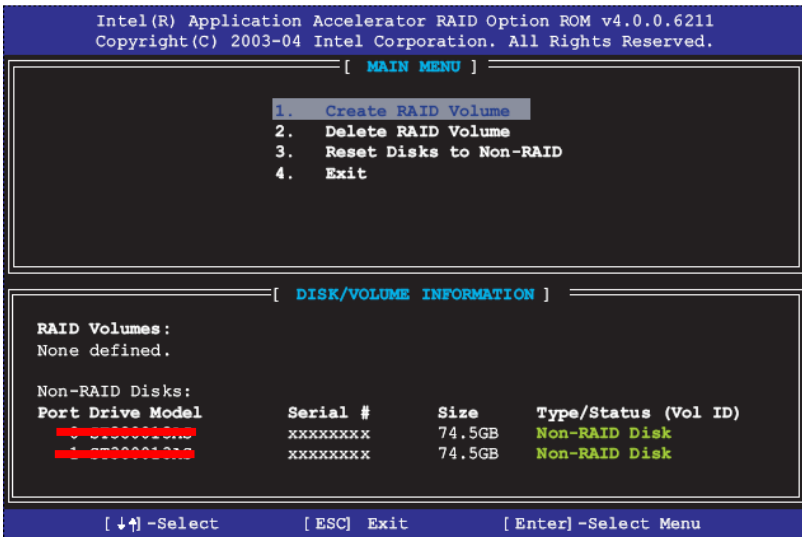 Intel(R) Application Accelerator RAID Option ROM v4.0.0.6211
Copyright(C) 2003-04 Intel Corporation. All Rights Reserved.
[ MAIN MENU ]
1. Create RAID Volume
2. Delete RAID Volume
3. Reset Disks to Non-RAID
4. Exit
[ DISK/VOLUME INFORMATION ]
RAID Volumes:
None defined.
Non-RAID Disks:
Port Drive Model Serial # Size Type/Status (Vol ID)
xxxxxxxx 74.5GB Non-RAID Disk
xxxxxxxx 74.5GB Non-RAID Disk
[↓↑]-Select [ESC] Exit [Enter]-Select Menu